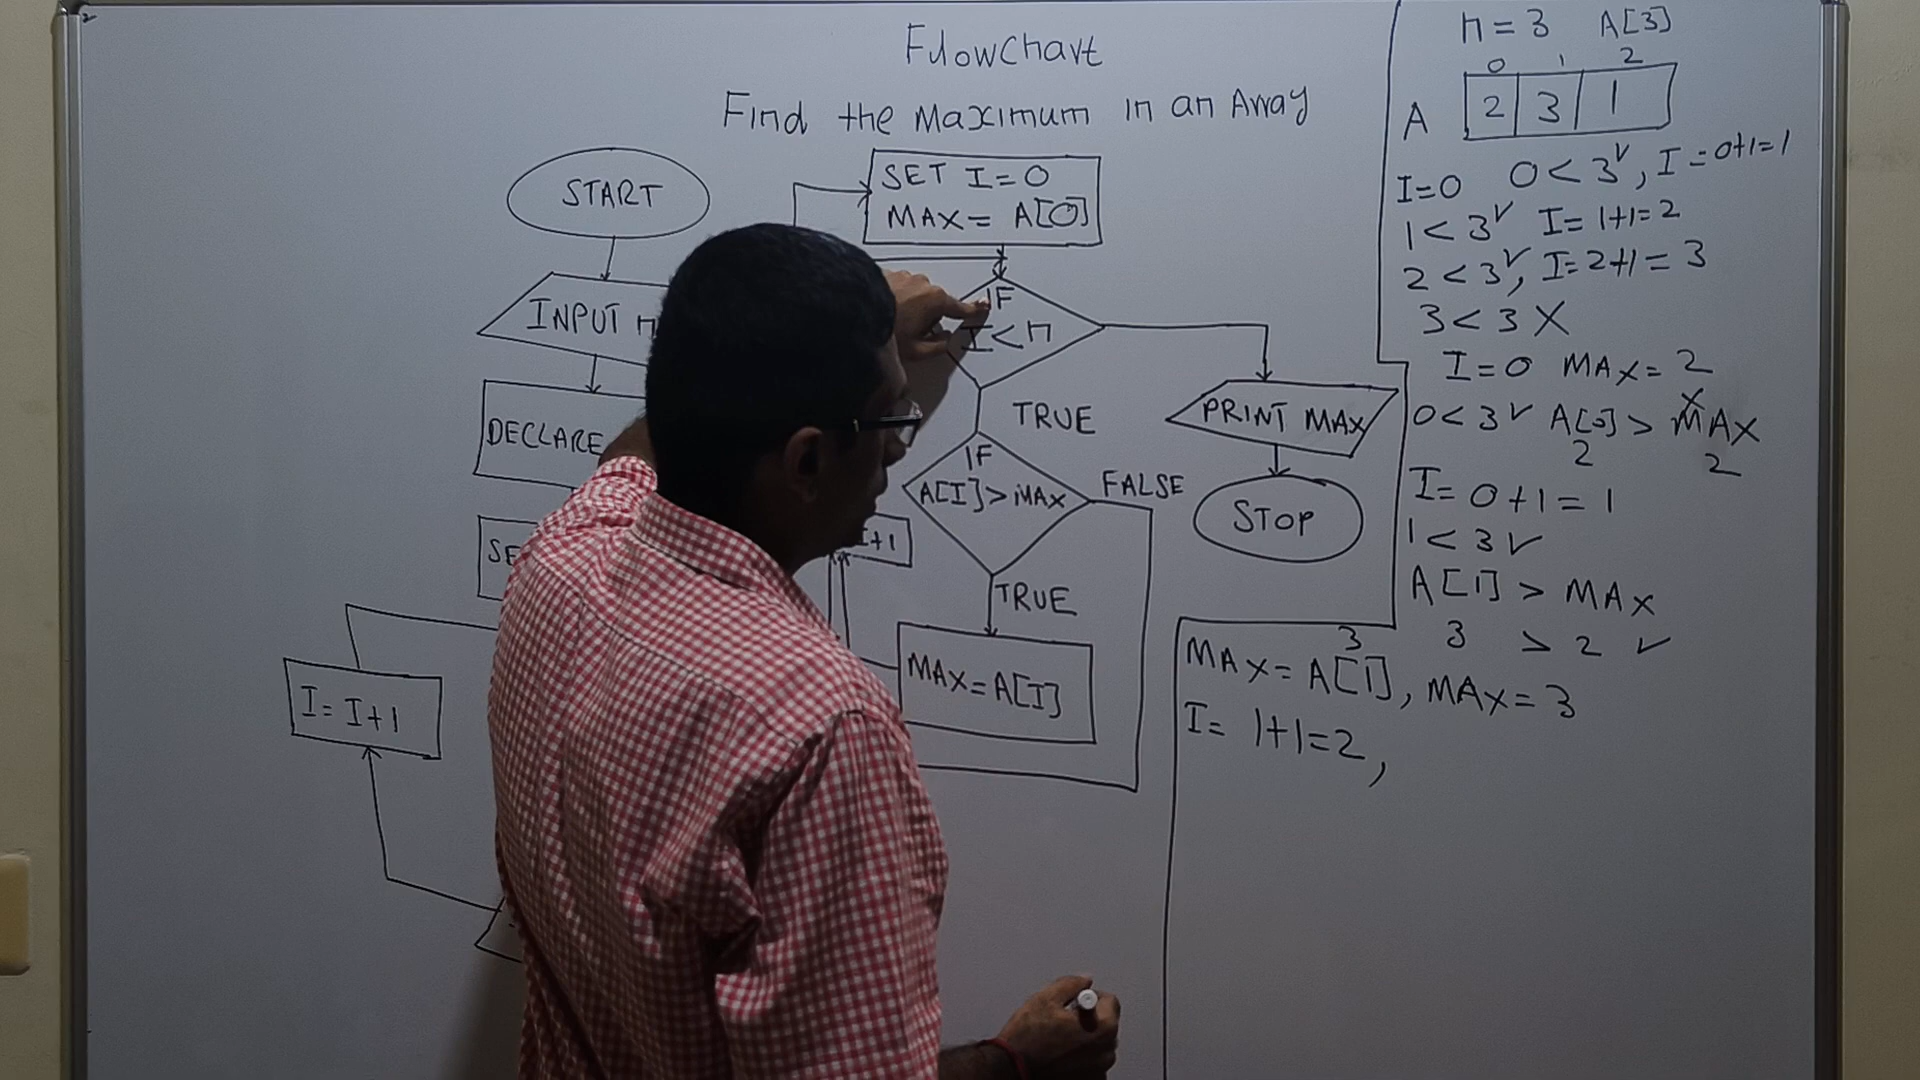 Flowchart
Find the Maximum in an Array
START
INPUT n
DECLARE
SE
I= I+1
SET I=0
MAX= A[0]
IF
I<n
TRUE
IF
A[I]>MAX
FALSE
TRUE
MAX=A[I]
I+1
PRINT MAX
STOP
n=3 A[3]
0 1 2
A 2 3 1
I=0 0<3✓, I=0+1=1
1<3✓ I=1+1=2
2<3✓, I=2+1=3
3<3 X
I=0 MAX=2
X
0<3✓ A[0]> MAX
2 2
I=0+1=1
1<3✓
A[1] > MAX
3 > 2 ✓
3
MAX= A[1], MAX=3
I= 1+1=2,